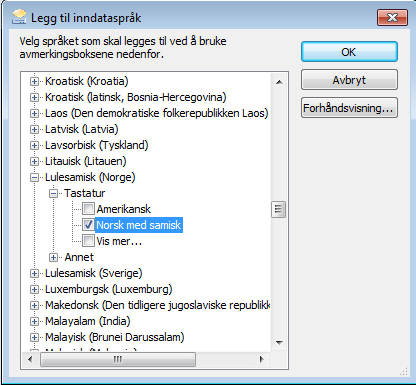 Legg til inndataspråk
Velg språket som skal legges til ved å bruke
avmerkingsboksene nedenfor.
OK
Avbryt
Forhåndsvisning...
Kroatisk (Kroatia)
Kroatisk (latinsk, Bosnia-Hercegovina)
Laos (Den demokratiske folkerepublikken Laos)
Latvisk (Latvia)
Lavsorbisk (Tyskland)
Litauisk (Litauen)
Lulesamisk (Norge)
Tastatur
Amerikansk
Norsk med samisk
Vis mer...
Annet
Lulesamisk (Sverige)
Luxemburgsk (Luxemburg)
Makedonsk (Den tidligere jugoslaviske republikk
Malayalam (India)
Malayisk (Brunei Darussalam)